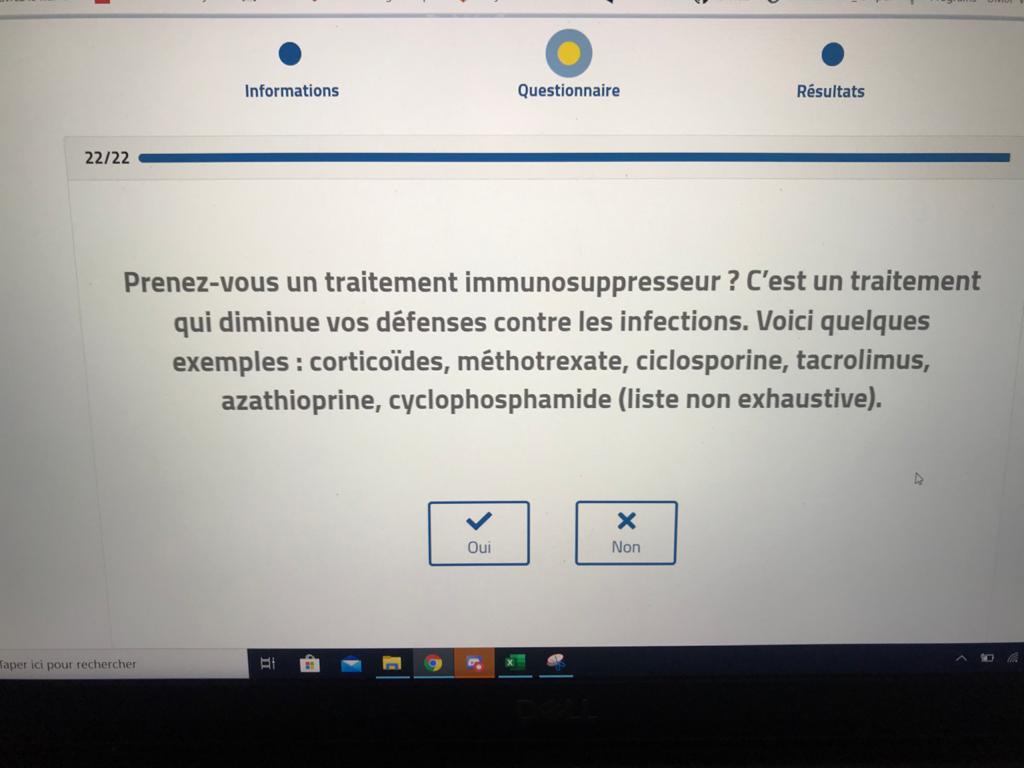 Informations
Questionnaire
Résultats
22/22
Prenez-vous un traitement immunosuppresseur ? C’est un traitement
qui diminue vos défenses contre les infections. Voici quelques
exemples : corticoïdes, méthotrexate, ciclosporine, tacrolimus,
azathioprine, cyclophosphamide (liste non exhaustive).
Oui
Non
Taper ici pour rechercher
DELL